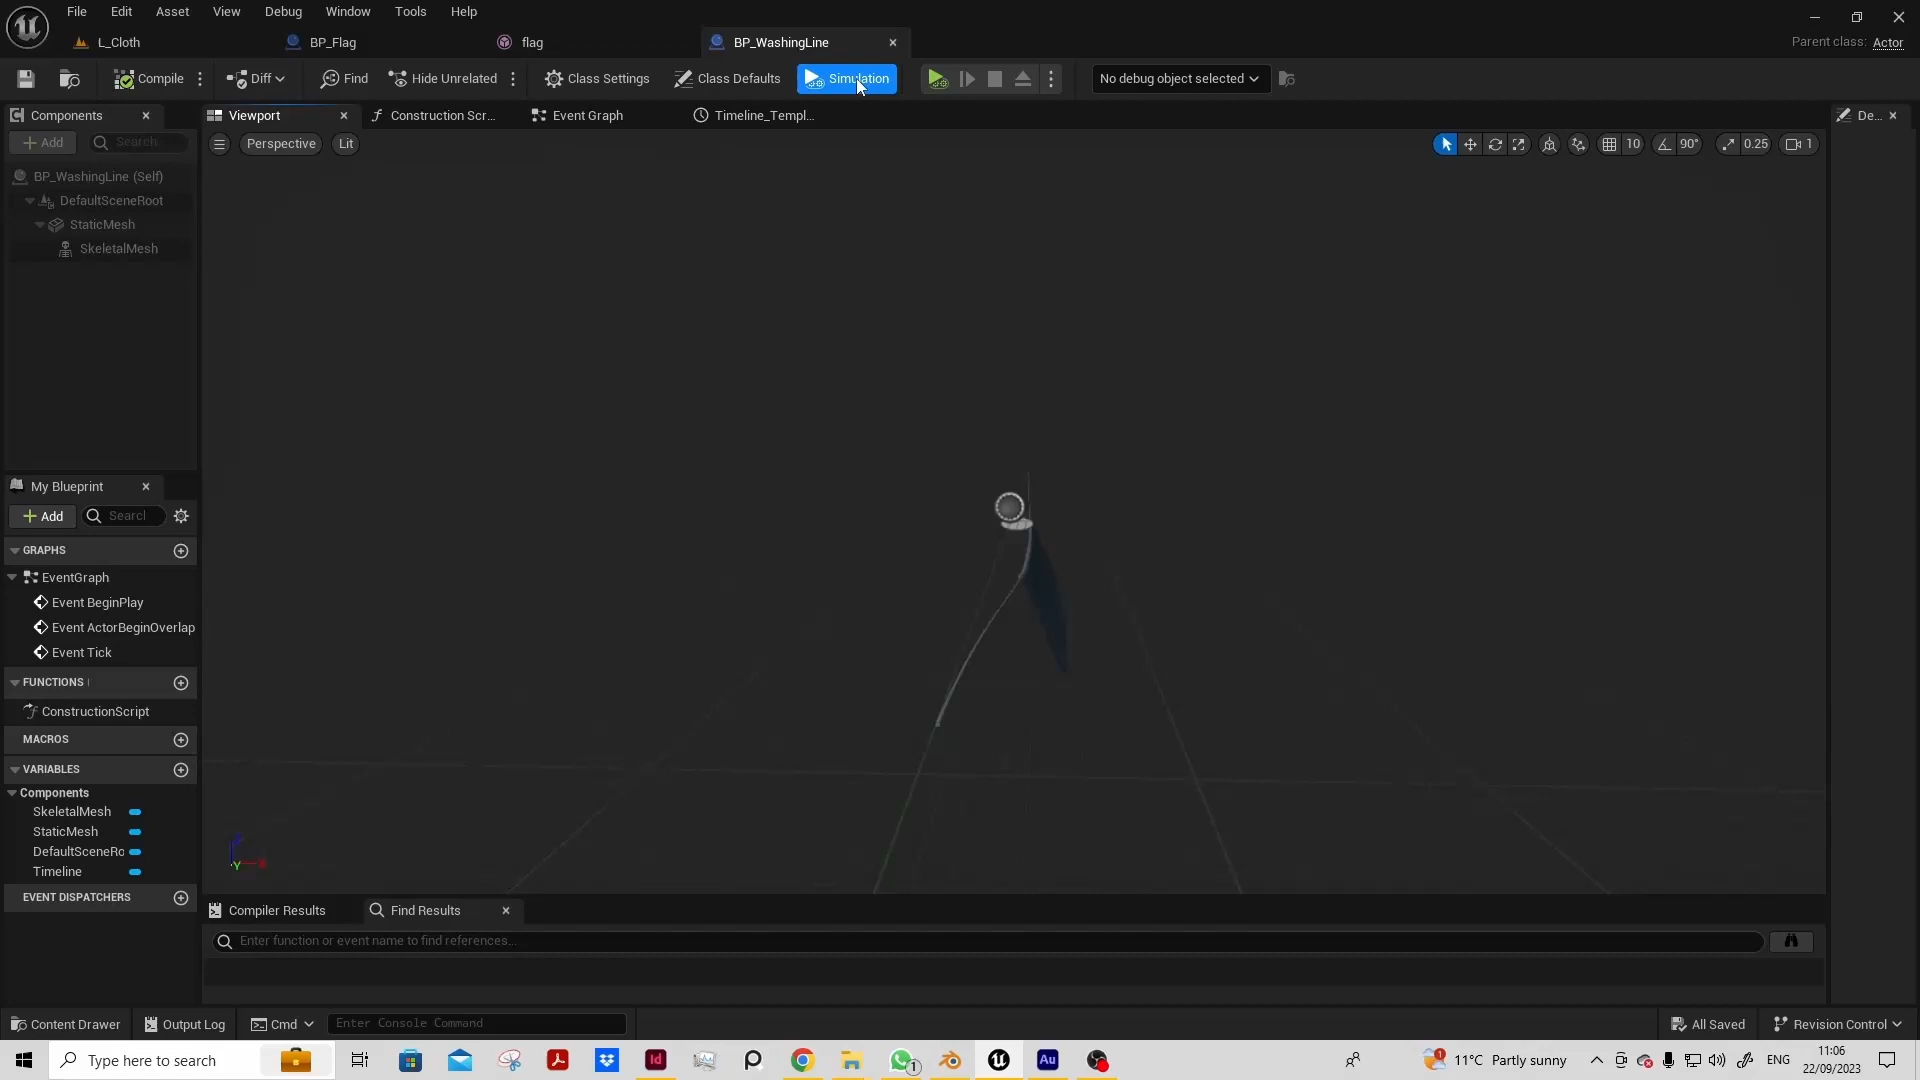 File Edit Asset View Debug Window Tools Help
Parent class: Actor
L_Cloth
BP_Flag
flag
BP_WashingLine
Compile
Diff
Find
Hide Unrelated
Class Settings
Class Defaults
Simulation
No debug object selected
Components
Viewport
Construction Scr...
Event Graph
Timeline_Templ...
De...
Add
Search
Perspective
Lit
10
90°
0.25
1
BP_WashingLine (Self)
DefaultSceneRoot
StaticMesh
SkeletalMesh
My Blueprint
Add
Search
GRAPHS
EventGraph
Event BeginPlay
Event ActorBeginOverlap
Event Tick
FUNCTIONS
ConstructionScript
MACROS
VARIABLES
Components
SkeletalMesh
StaticMesh
DefaultSceneRo
Timeline
EVENT DISPATCHERS
Y
Compiler Results
Find Results
Enter function or event name to find references...
Content Drawer
Output Log
Cmd
Enter Console Command
All Saved
Revision Control
Type here to search
1
1
11°C Partly sunny
ENG
11:06
22/09/2023